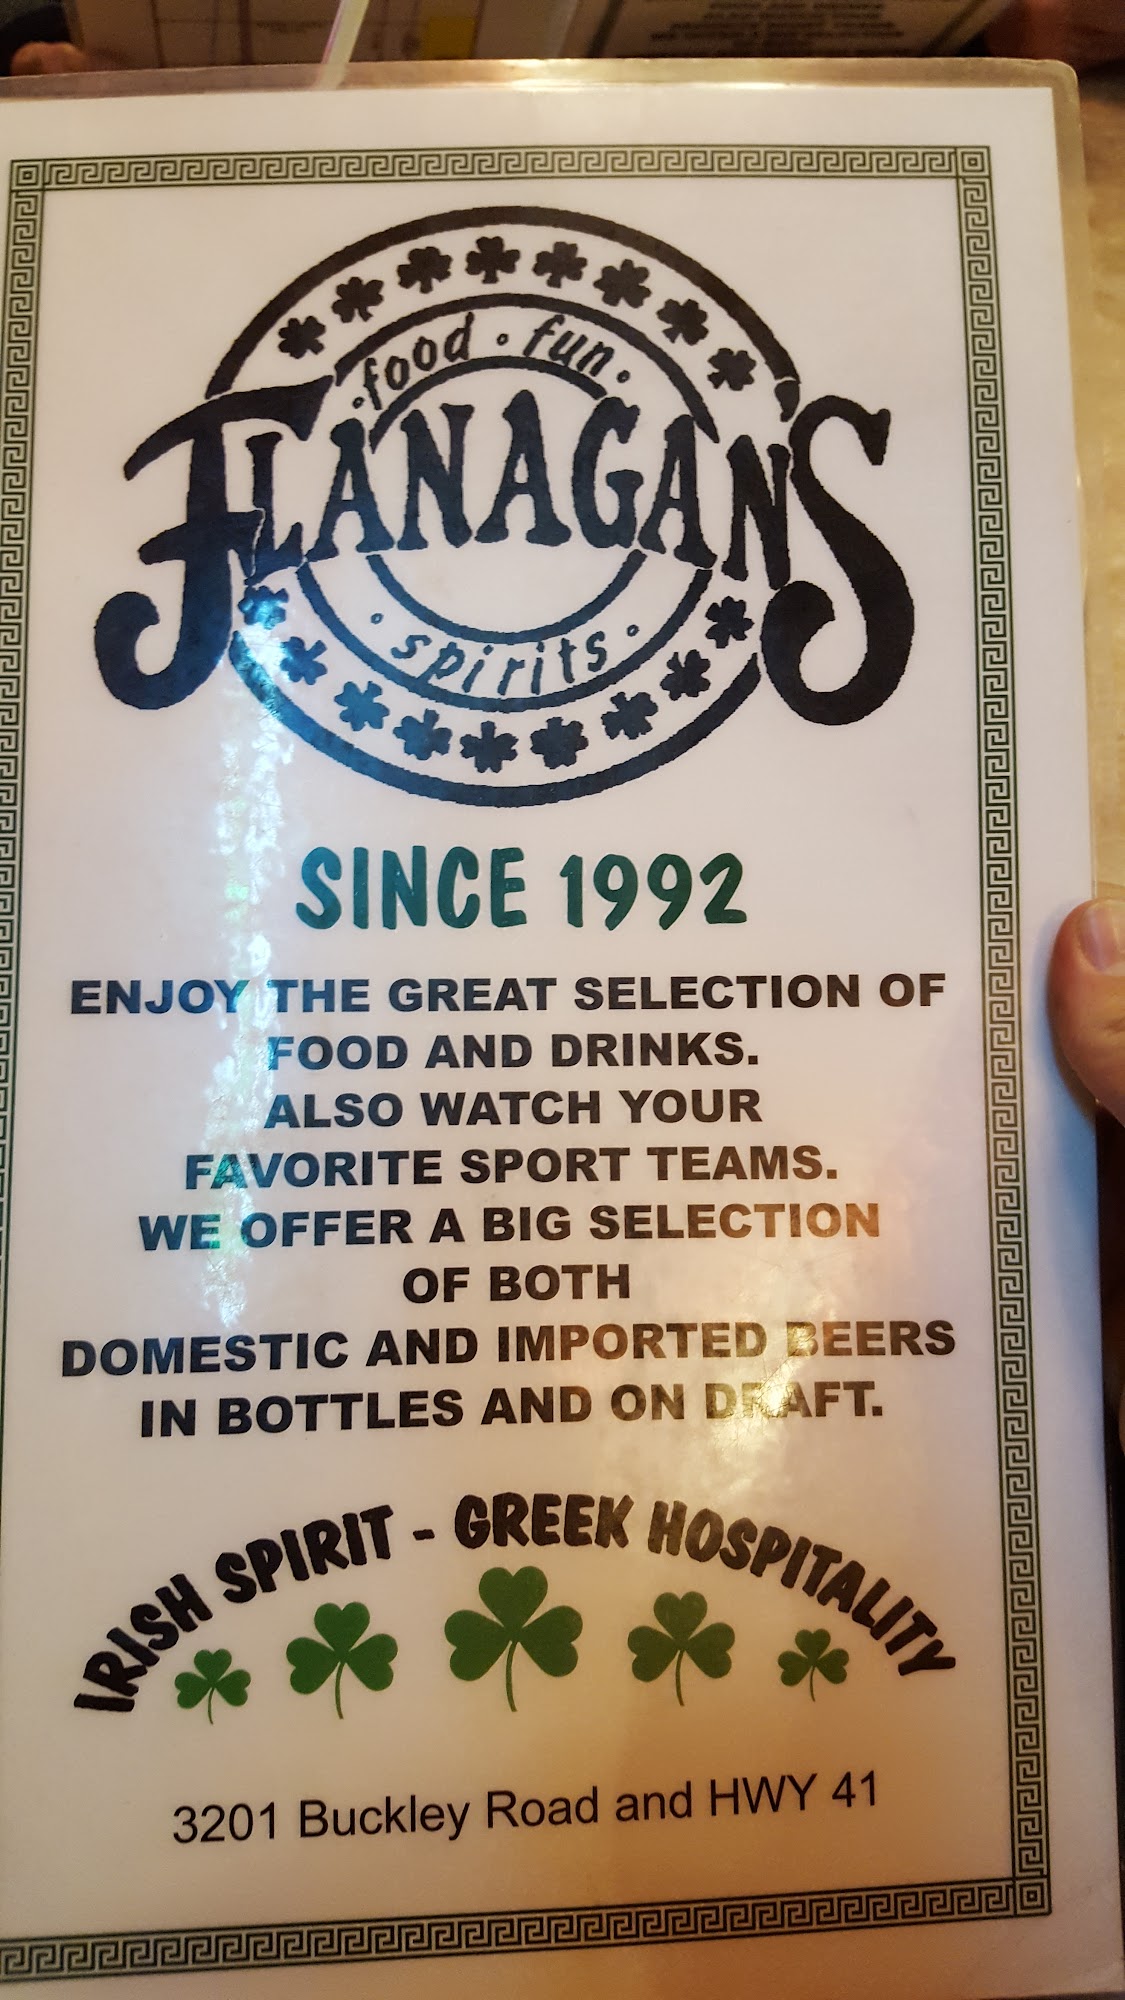 food · fun ·
FLANAGAN'S
· spirits ·
SINCE 1992
ENJOY THE GREAT SELECTION OF
FOOD AND DRINKS.
ALSO WATCH YOUR
FAVORITE SPORT TEAMS.
WE OFFER A BIG SELECTION
OF BOTH
DOMESTIC AND IMPORTED BEERS
IN BOTTLES AND ON DRAFT.
IRISH SPIRIT - GREEK HOSPITALITY
3201 Buckley Road and HWY 41